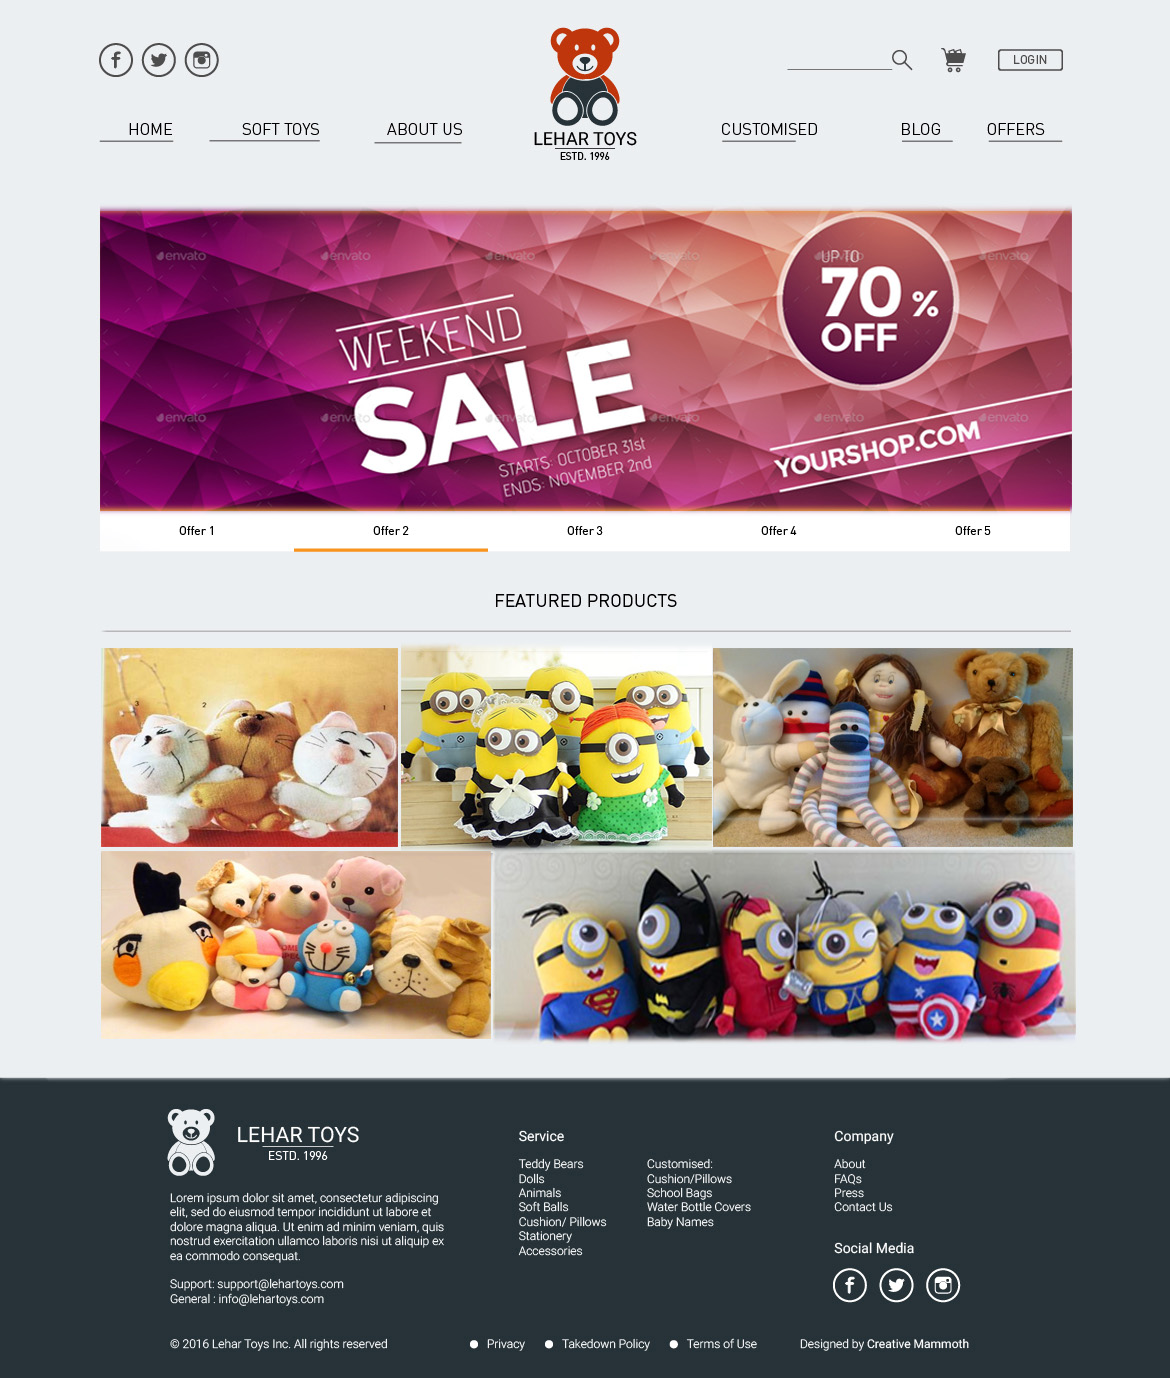 LOGIN
HOME
SOFT TOYS
ABOUT US
LEHAR TOYS
ESTD. 1996
CUSTOMISED
BLOG
OFFERS
envato envato envato envato envato envato
UP TO
70 %
OFF
WEEKEND
SALE
STARTS: OCTOBER 31st
ENDS: NOVEMBER 2nd
YOURSHOP.COM
envato envato envato envato envato envato
Offer 1
Offer 2
Offer 3
Offer 4
Offer 5
FEATURED PRODUCTS
3
2
1
LEHAR TOYS
ESTD. 1996
Lorem ipsum dolor sit amet, consectetur adipiscing
elit, sed do eiusmod tempor incididunt ut labore et
dolore magna aliqua. Ut enim ad minim veniam, quis
nostrud exercitation ullamco laboris nisi ut aliquip ex
ea commodo consequat.
Support: support@lehartoys.com
General : info@lehartoys.com
Service
Teddy Bears
Dolls
Animals
Soft Balls
Cushion/ Pillows
Stationery
Accessories
Customised:
Cushion/Pillows
School Bags
Water Bottle Covers
Baby Names
Company
About
FAQs
Press
Contact Us
Social Media
© 2016 Lehar Toys Inc. All rights reserved
Privacy
Takedown Policy
Terms of Use
Designed by Creative Mammoth